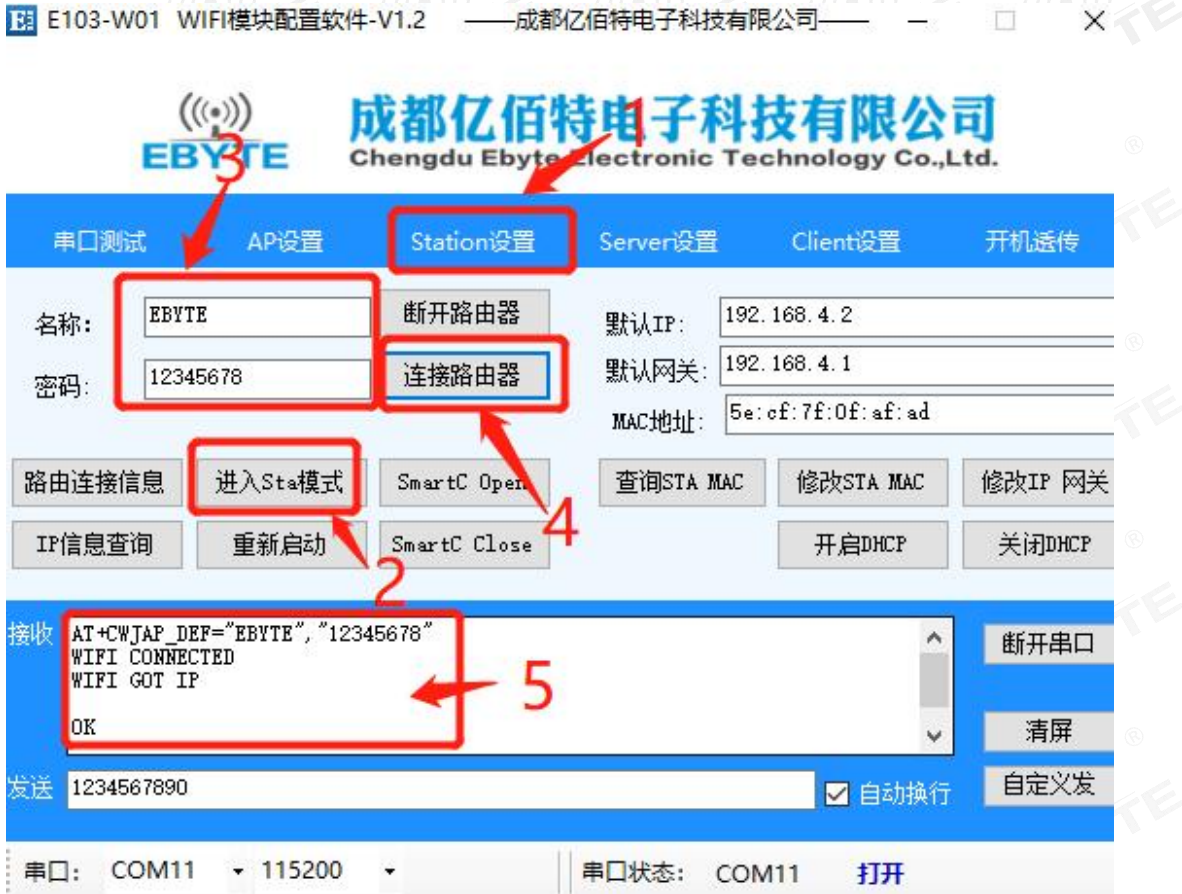 E103-W01 WIFI模块配置软件-V1.2 ——成都亿佰特电子科技有限公司——
成都亿佰特电子科技有限公司
EBYTE
Chengdu Ebyte Electronic Technology Co.,Ltd.
1
3
串口测试 AP设置 Station设置 Server设置 Client设置 开机透传
名称: EBYTE 断开路由器 默认IP: 192.168.4.2
密码: 12345678 连接路由器 默认网关: 192.168.4.1
MAC地址: 5e:cf:7f:0f:af:ad
路由连接信息 进入Sta模式 SmartC Open 查询STA MAC 修改STA MAC 修改IP 网关
4
IP信息查询 重新启动 SmartC Close 开启DHCP 关闭DHCP
2
接收 AT+CWJAP_DEF="EBYTE","12345678" 断开串口
WIFI CONNECTED
WIFI GOT IP
5
OK 清屏
发送 1234567890 自动换行 自定义发
串口: COM11 115200 串口状态: COM11 打开